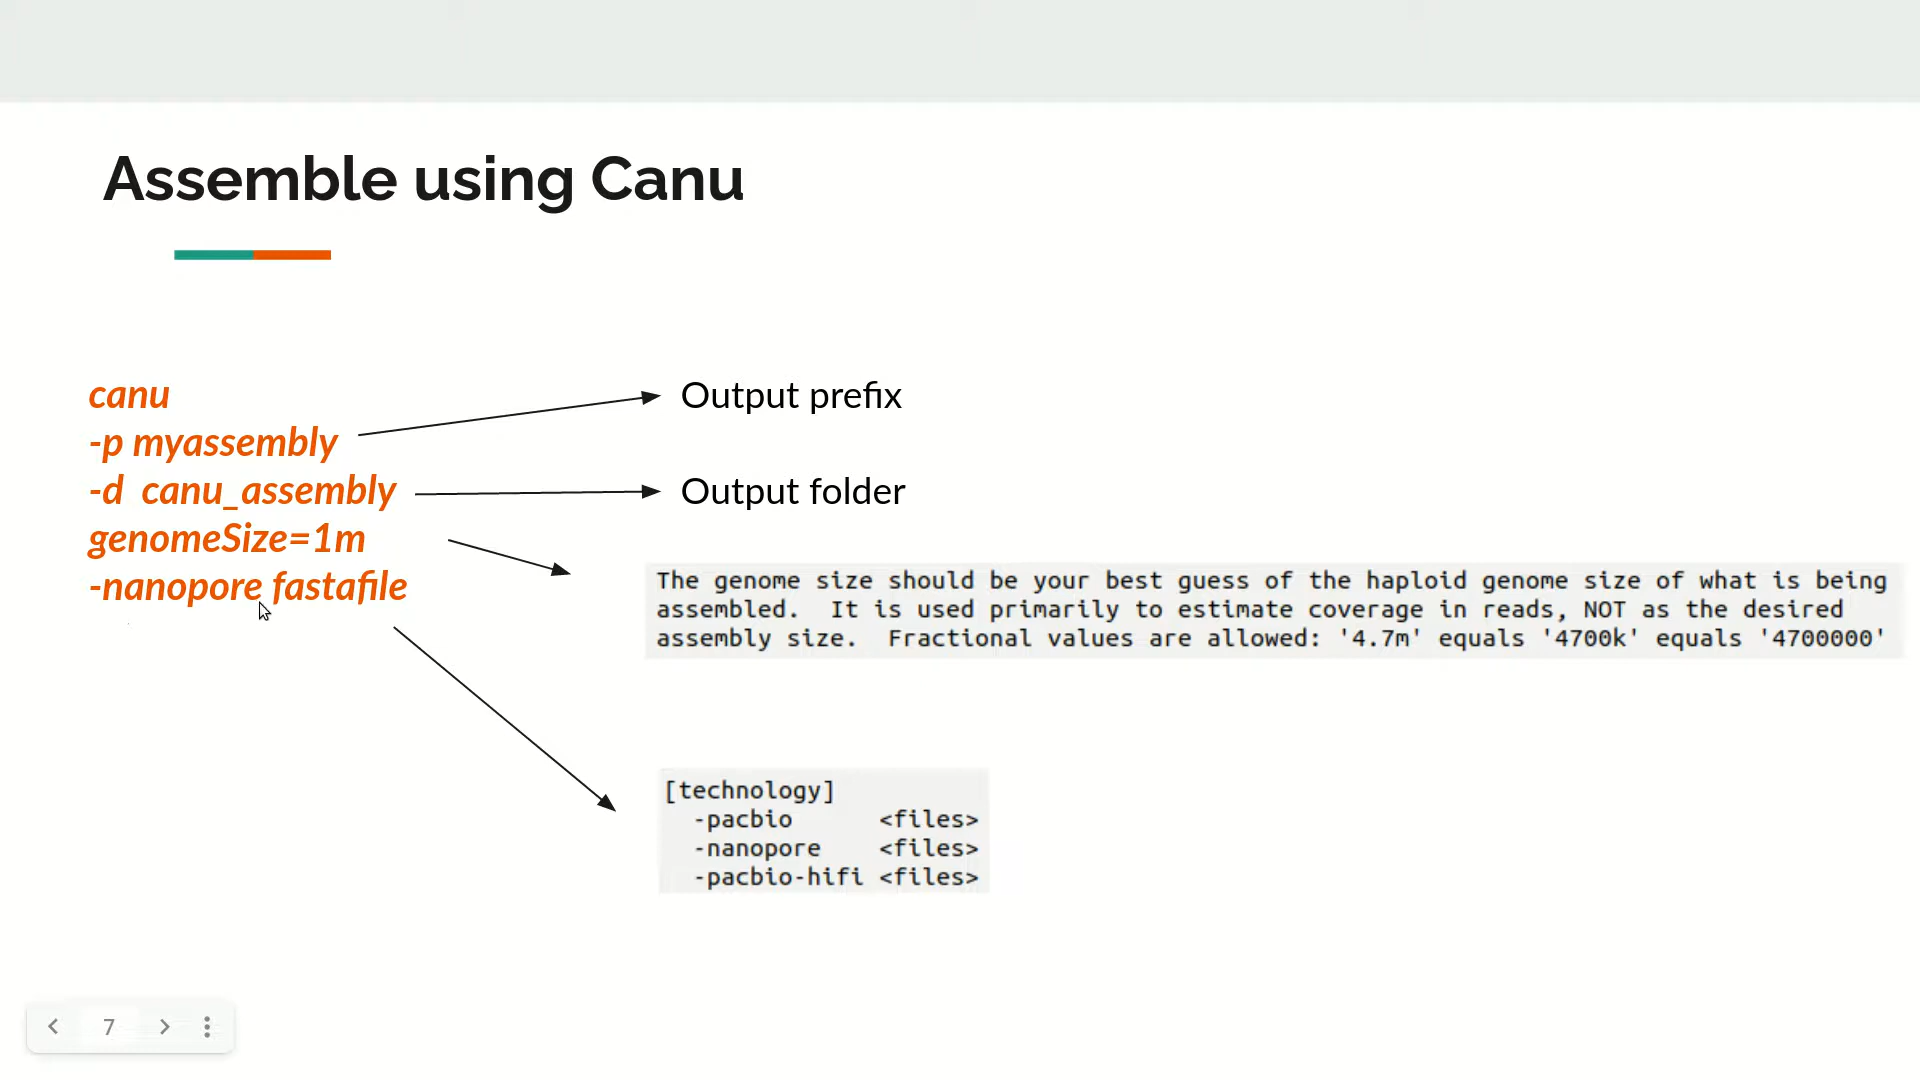 Assemble using Canu
canu
-p myassembly
-d canu_assembly
genomeSize=1m
-nanopore fastafile
Output prefix
Output folder
The genome size should be your best guess of the haploid genome size of what is being
assembled. It is used primarily to estimate coverage in reads, NOT as the desired
assembly size. Fractional values are allowed: '4.7m' equals '4700k' equals '4700000'
[technology]
-pacbio <files>
-nanopore <files>
-pacbio-hifi <files>
7